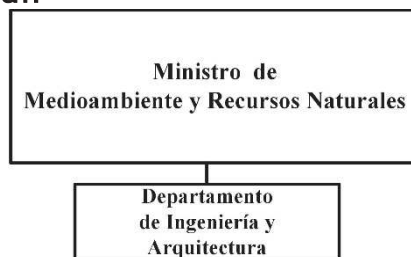 Ministro de
Medioambiente y Recursos Naturales
Departamento
de Ingeniería y
Arquitectura